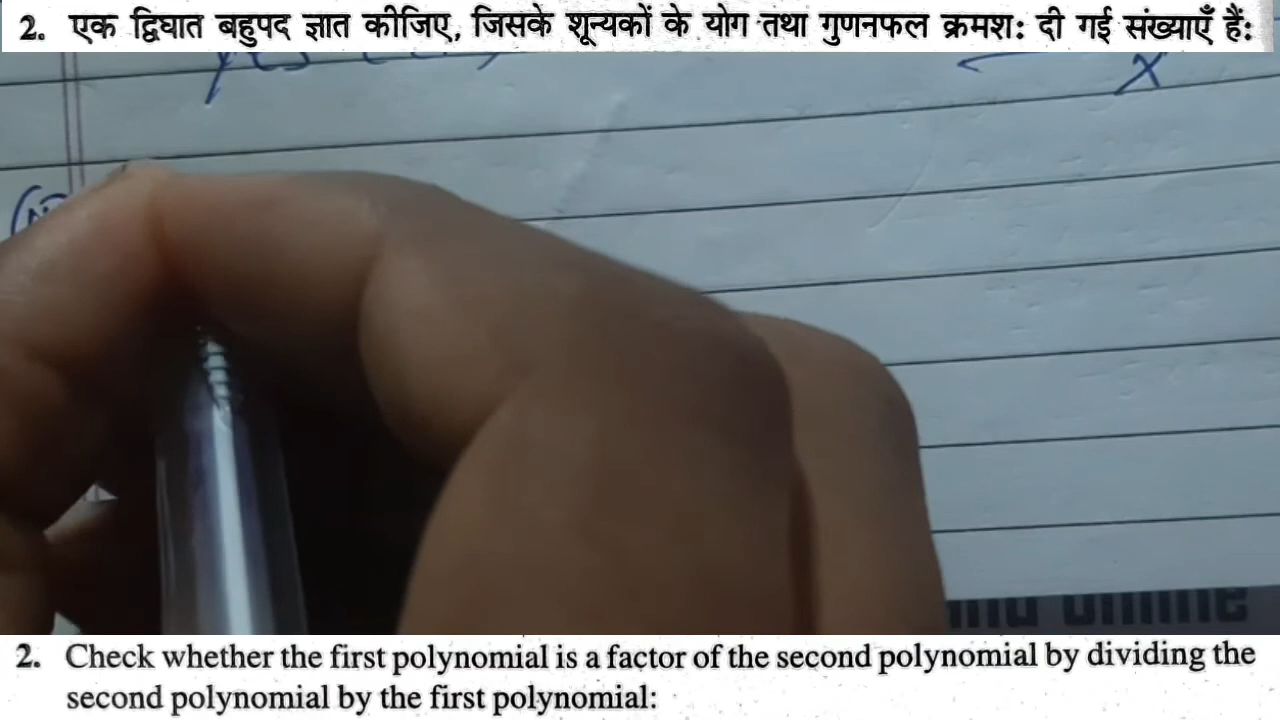 2. एक द्विघात बहुपद ज्ञात कीजिए, जिसके शून्यकों के योग तथा गुणनफल क्रमशः दी गई संख्याएँ हैं:
2. Check whether the first polynomial is a factor of the second polynomial by dividing the
second polynomial by the first polynomial: